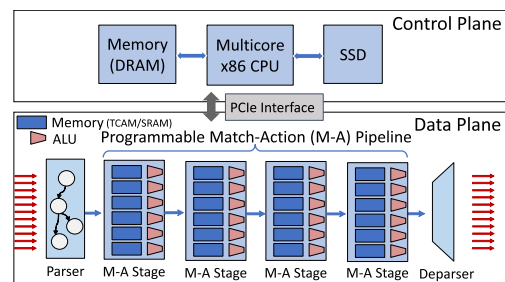 Control Plane
Memory
(DRAM)
Multicore
x86 CPU
SSD
PCIe Interface
Data Plane
Memory (TCAM/SRAM)
ALU
Programmable Match-Action (M-A) Pipeline
Parser
M-A Stage
M-A Stage
M-A Stage
M-A Stage
Deparser